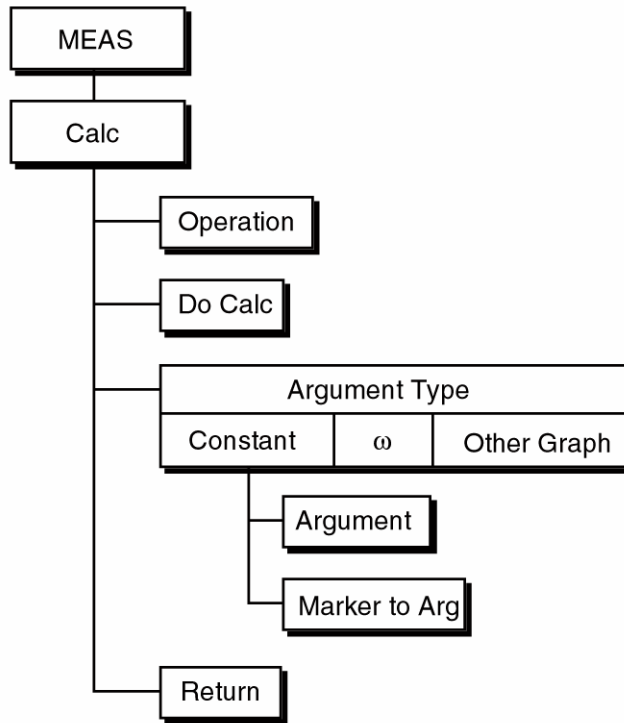 MEAS
Calc
Operation
Do Calc
Argument Type
Constant ω Other Graph
Argument
Marker to Arg
Return